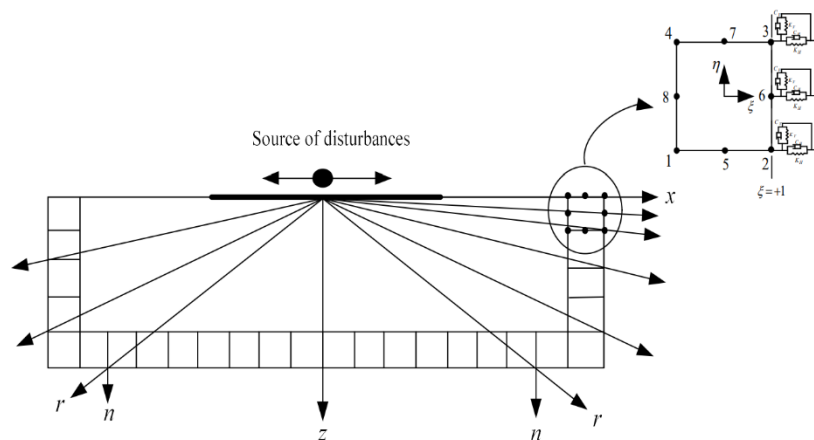 4 7 3
η
8 6
ξ
1 5 2
ξ=+1
Source of disturbances
x
r n z n r